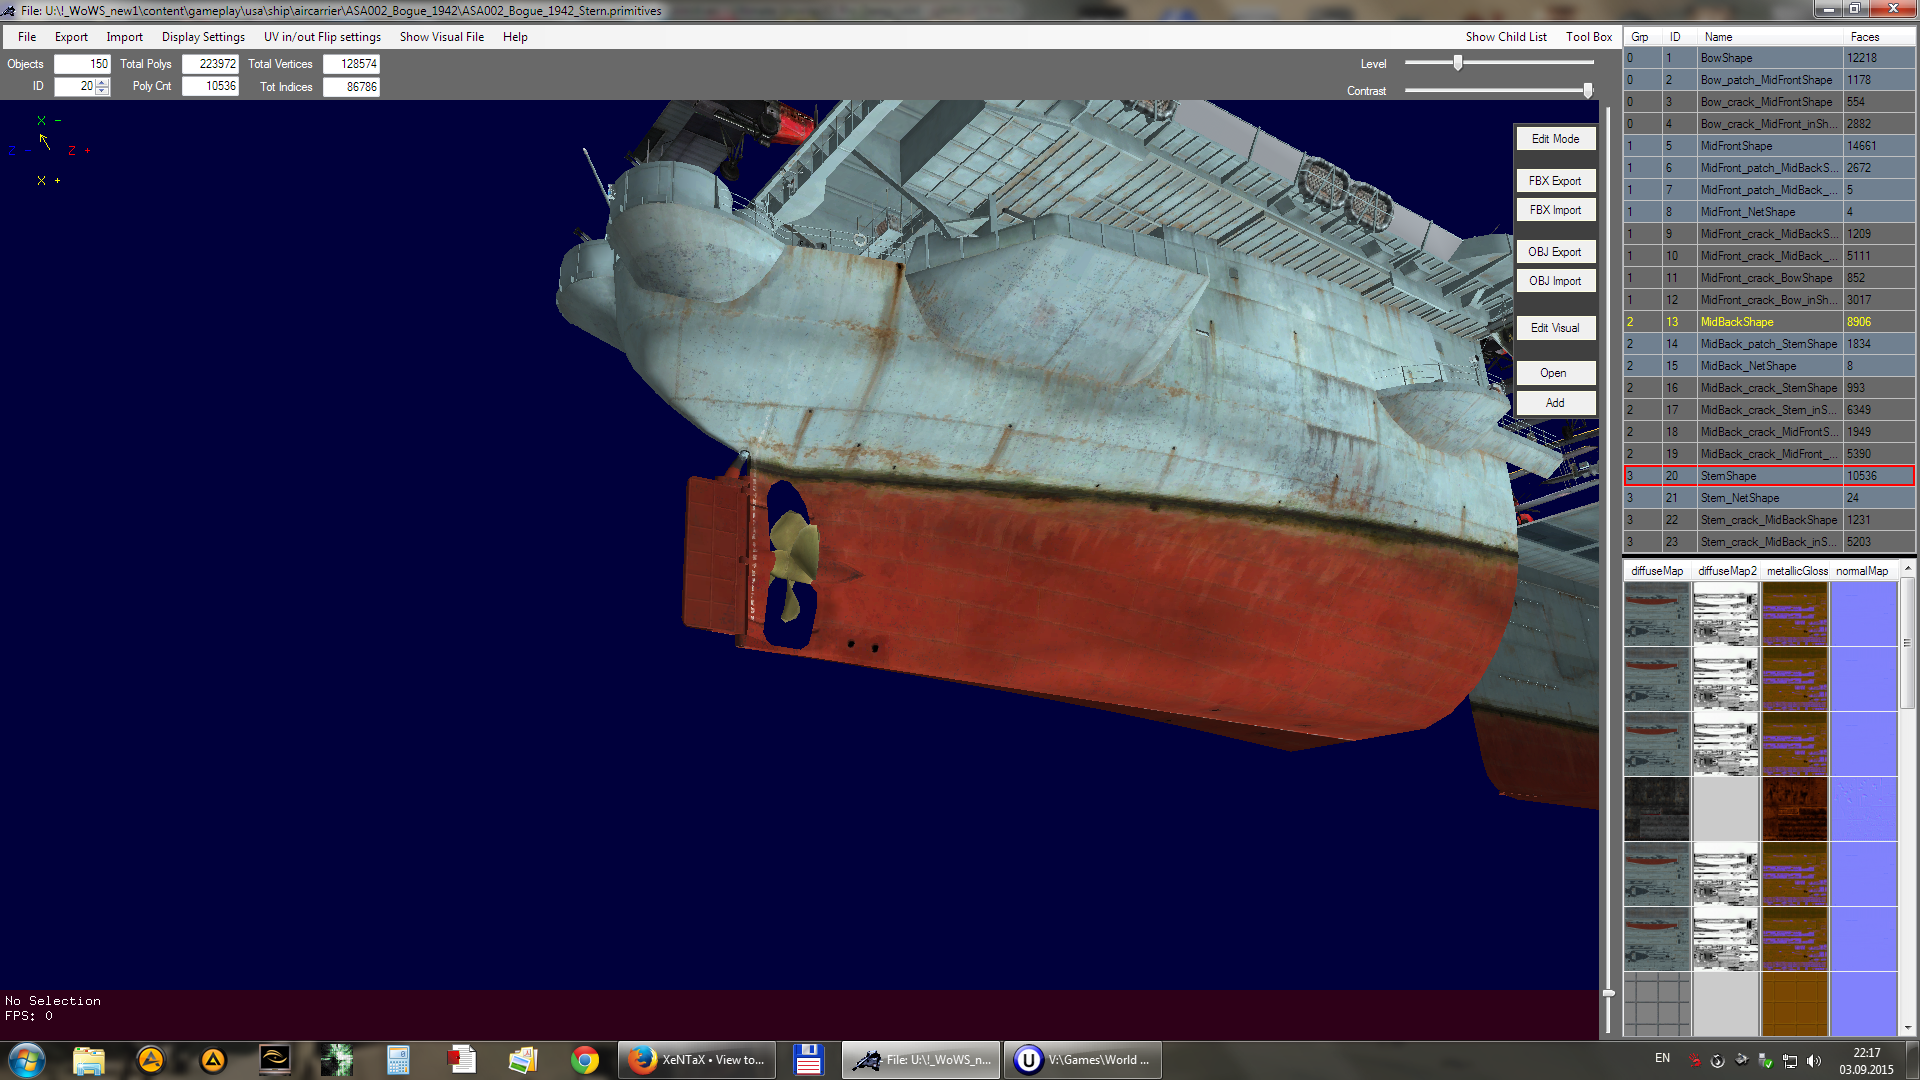 File: U:\!_WoWS_new1\content\gameplay\usa\ship\aircarrier\ASA002_Bogue_1942\ASA002_Bogue_1942_Stern.primitives
File Export Import Display Settings UV in/out Flip settings Show Visual File Help Show Child List Tool Box
Objects 150 Total Polys 223972 Total Vertices 128574 Level
ID 20 Poly Cnt 10536 Tot Indices 86786 Contrast
X -
Z - Z +
X +
Edit Mode
FBX Export
FBX Import
OBJ Export
OBJ Import
Edit Visual
Open
Add
Grp ID Name Faces
0 1 BowShape 12218
0 2 Bow_patch_MidFrontShape 1178
0 3 Bow_crack_MidFrontShape 554
0 4 Bow_crack_MidFront_inSh... 2882
1 5 MidFrontShape 14661
1 6 MidFront_patch_MidBackS... 2672
1 7 MidFront_patch_MidBack_... 5
1 8 MidFront_NetShape 4
1 9 MidFront_crack_MidBackS... 1209
1 10 MidFront_crack_MidBack_... 5111
1 11 MidFront_crack_BowShape 852
1 12 MidFront_crack_Bow_inSh... 3017
2 13 MidBackShape 8906
2 14 MidBack_patch_SternShape 1834
2 15 MidBack_NetShape 8
2 16 MidBack_crack_SternShape 993
2 17 MidBack_crack_Stern_inS... 6349
2 18 MidBack_crack_MidFrontS... 1949
2 19 MidBack_crack_MidFront_... 5390
3 20 SternShape 10536
3 21 Stern_NetShape 24
3 22 Stern_crack_MidBackShape 1231
3 23 Stern_crack_MidBack_inS... 5203
diffuseMap diffuseMap2 metallicGloss normalMap
No Selection
FPS: 0
XeNTaX • View to... File: U:\!_WoWS_n... V:\Games\World ... EN 22:17
03.09.2015